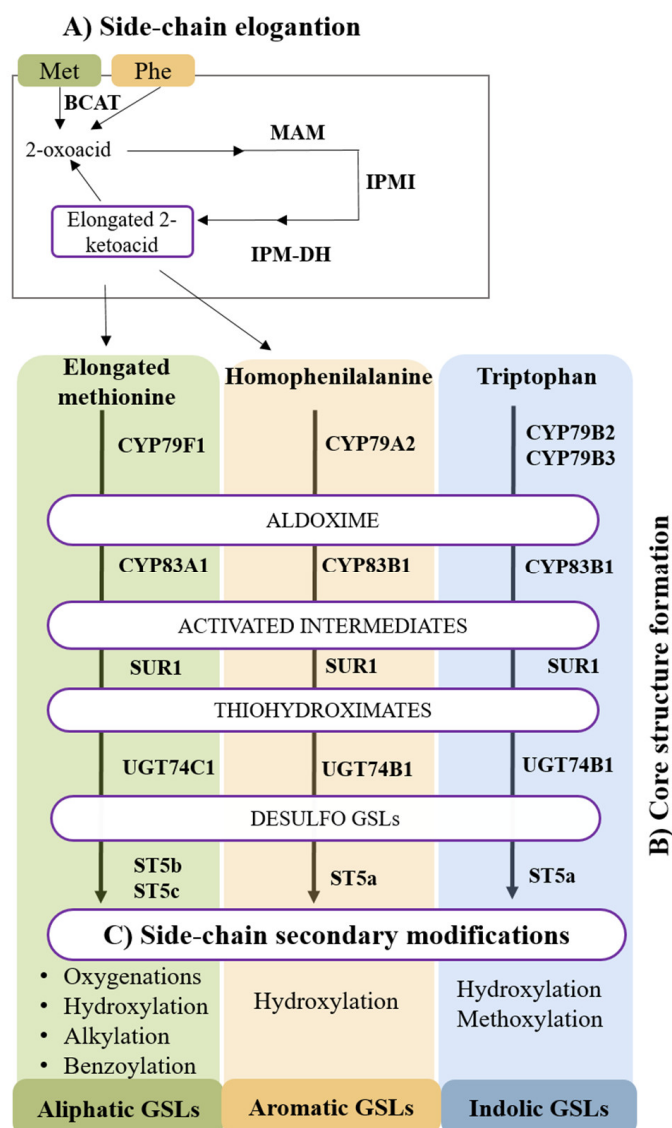 A) Side-chain elogantion
Met
Phe
BCAT
2-oxoacid
MAM
IPMI
Elongated 2-
ketoacid
IPM-DH
Elongated
methionine
Homophenilalanine
Triptophan
CYP79F1
CYP79A2
CYP79B2
CYP79B3
ALDOXIME
CYP83A1
CYP83B1
CYP83B1
ACTIVATED INTERMEDIATES
SUR1
SUR1
SUR1
THIOHYDROXIMATES
UGT74C1
UGT74B1
UGT74B1
DESULFO GSLs
ST5b
ST5c
ST5a
ST5a
B) Core structure formation
C) Side-chain secondary modifications
• Oxygenations
• Hydroxylation
• Alkylation
• Benzoylation
Hydroxylation
Hydroxylation
Methoxylation
Aliphatic GSLs
Aromatic GSLs
Indolic GSLs